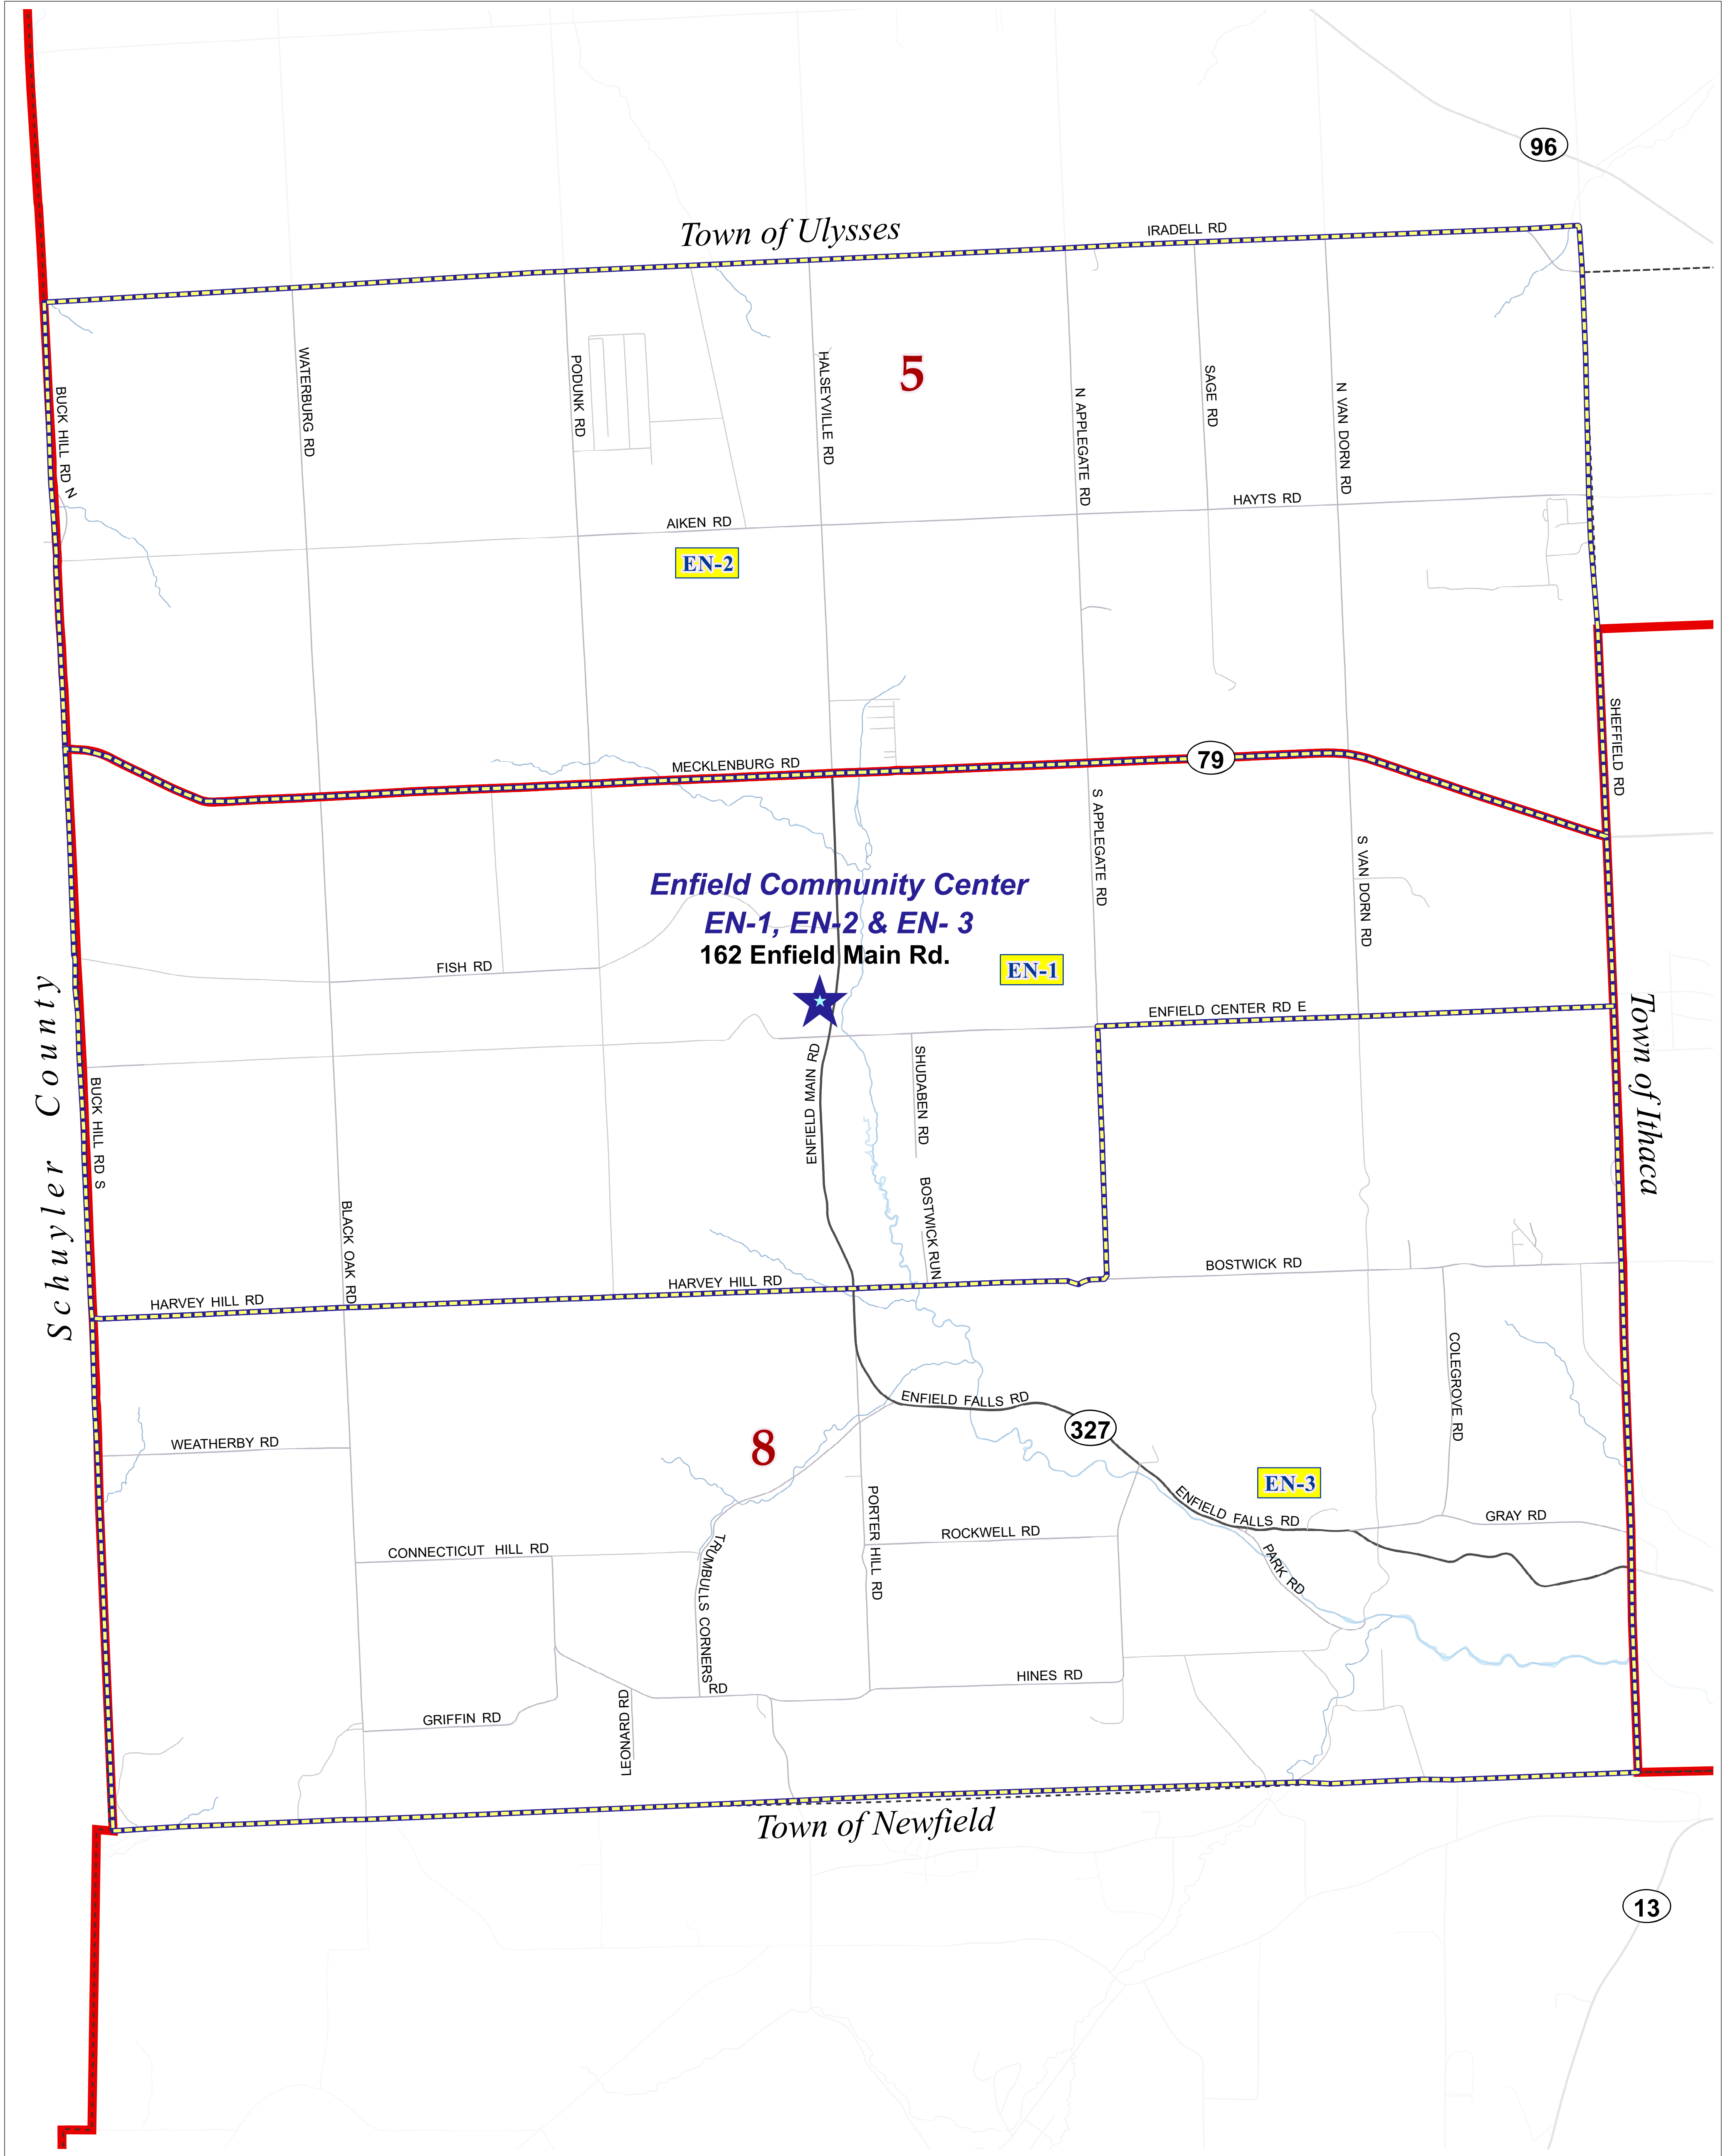 96
Town of Ulysses
IRADELL RD
BUCK HILL RD N
WATERBURG RD
PODUNK RD
HALSEYVILLE RD
5
N APPLEGATE RD
SAGE RD
N VAN DORN RD
HAYTS RD
AIKEN RD
EN-2
SHEFFIELD RD
MECKLENBURG RD
79
S APPLEGATE RD
S VAN DORN RD
Enfield Community Center
EN-1, EN-2 & EN- 3
162 Enfield Main Rd.
EN-1
FISH RD
ENFIELD CENTER RD E
Schuyler County
Town of Ithaca
BUCK HILL RD S
ENFIELD MAIN RD
SHUDABEN RD
BOSTWICK RUN
BLACK OAK RD
HARVEY HILL RD
HARVEY HILL RD
BOSTWICK RD
COLEGROVE RD
ENFIELD FALLS RD
327
8
WEATHERBY RD
EN-3
PORTER HILL RD
ENFIELD FALLS RD
GRAY RD
ROCKWELL RD
CONNECTICUT HILL RD
TRUMBULLS CORNERS RD
PARK RD
HINES RD
LEONARD RD
GRIFFIN RD
Town of Newfield
13